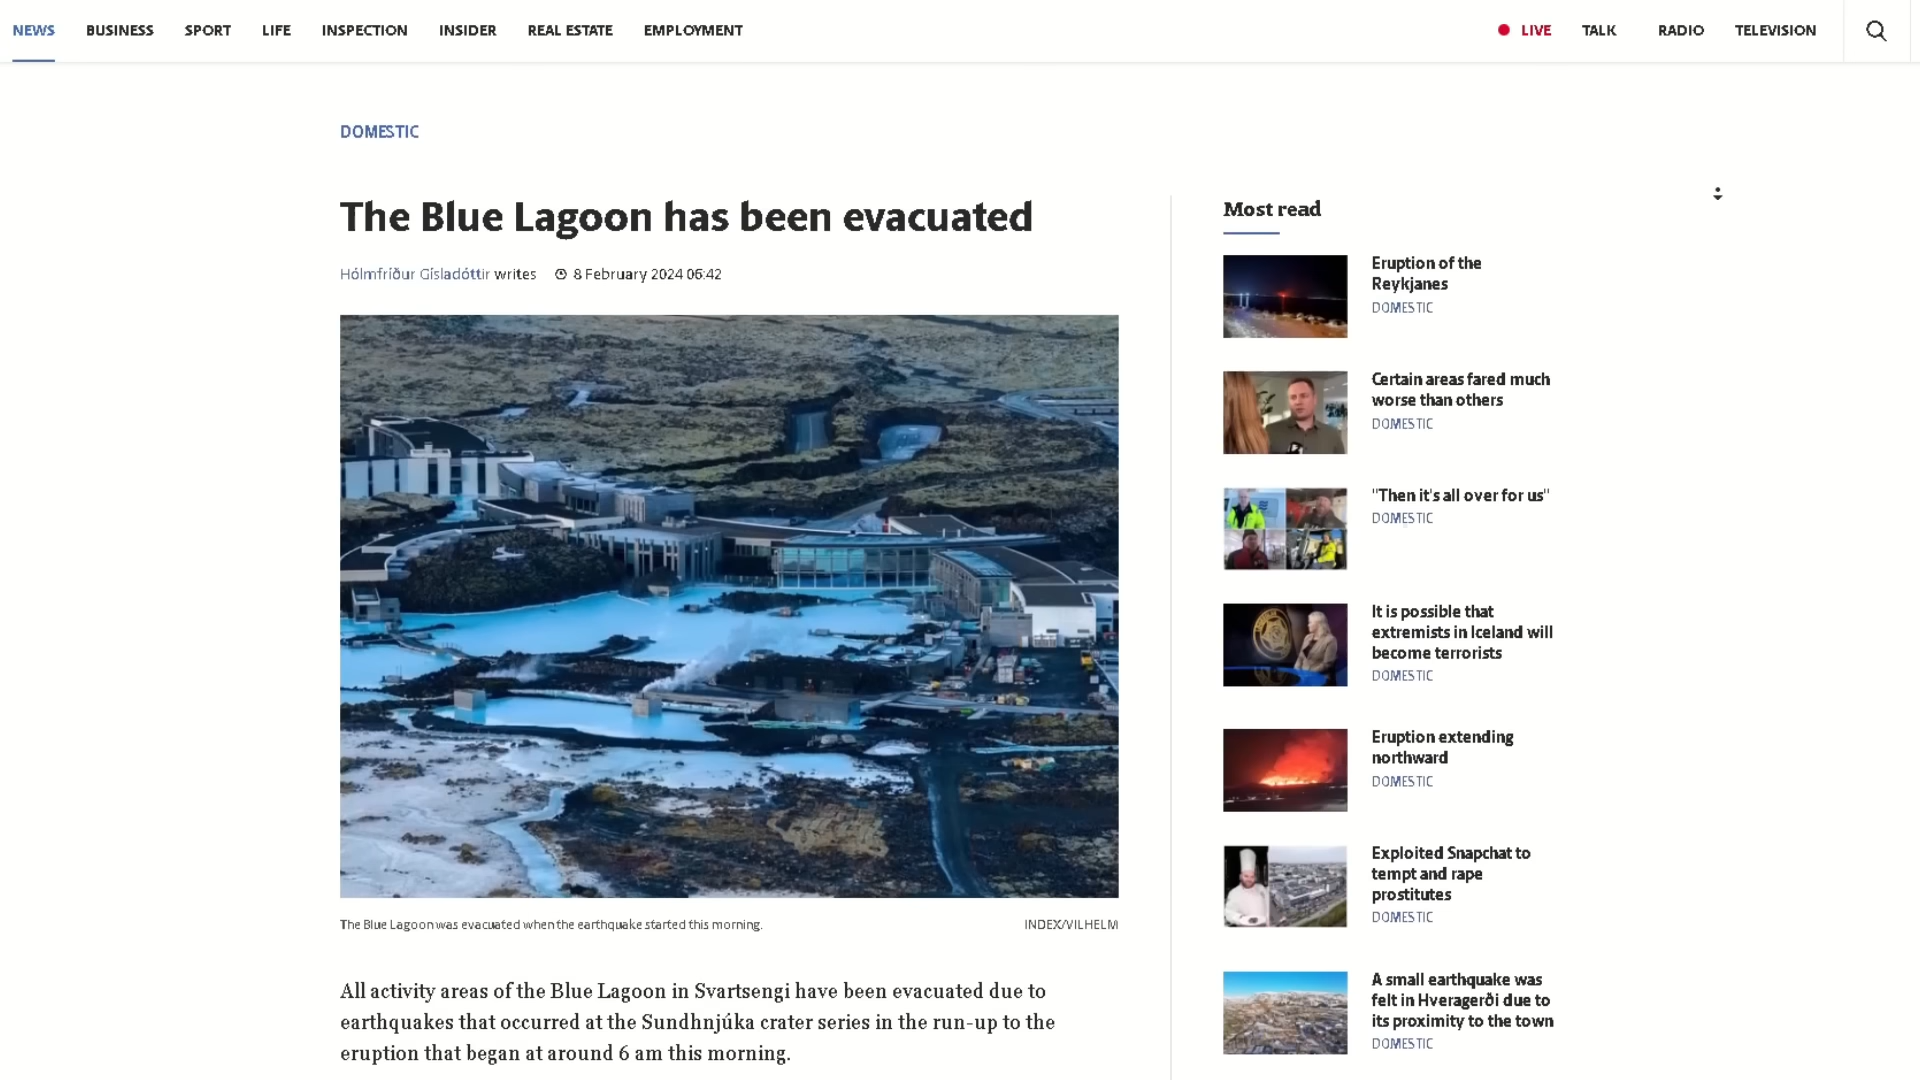 NEWS BUSINESS SPORT LIFE INSPECTION INSIDER REAL ESTATE EMPLOYMENT LIVE TALK RADIO TELEVISION
DOMESTIC
The Blue Lagoon has been evacuated
Hólmfríður Gísladóttir writes 8 February 2024 06:42
The Blue Lagoon was evacuated when the earthquake started this morning. INDEX/VILHELM
All activity areas of the Blue Lagoon in Svartsengi have been evacuated due to
earthquakes that occurred at the Sundhnjúka crater series in the run-up to the
eruption that began at around 6 am this morning.
Most read
Eruption of the
Reykjanes
DOMESTIC
Certain areas fared much
worse than others
DOMESTIC
"Then it's all over for us"
DOMESTIC
It is possible that
extremists in Iceland will
become terrorists
DOMESTIC
Eruption extending
northward
DOMESTIC
Exploited Snapchat to
tempt and rape
prostitutes
DOMESTIC
A small earthquake was
felt in Hveragerði due to
its proximity to the town
DOMESTIC